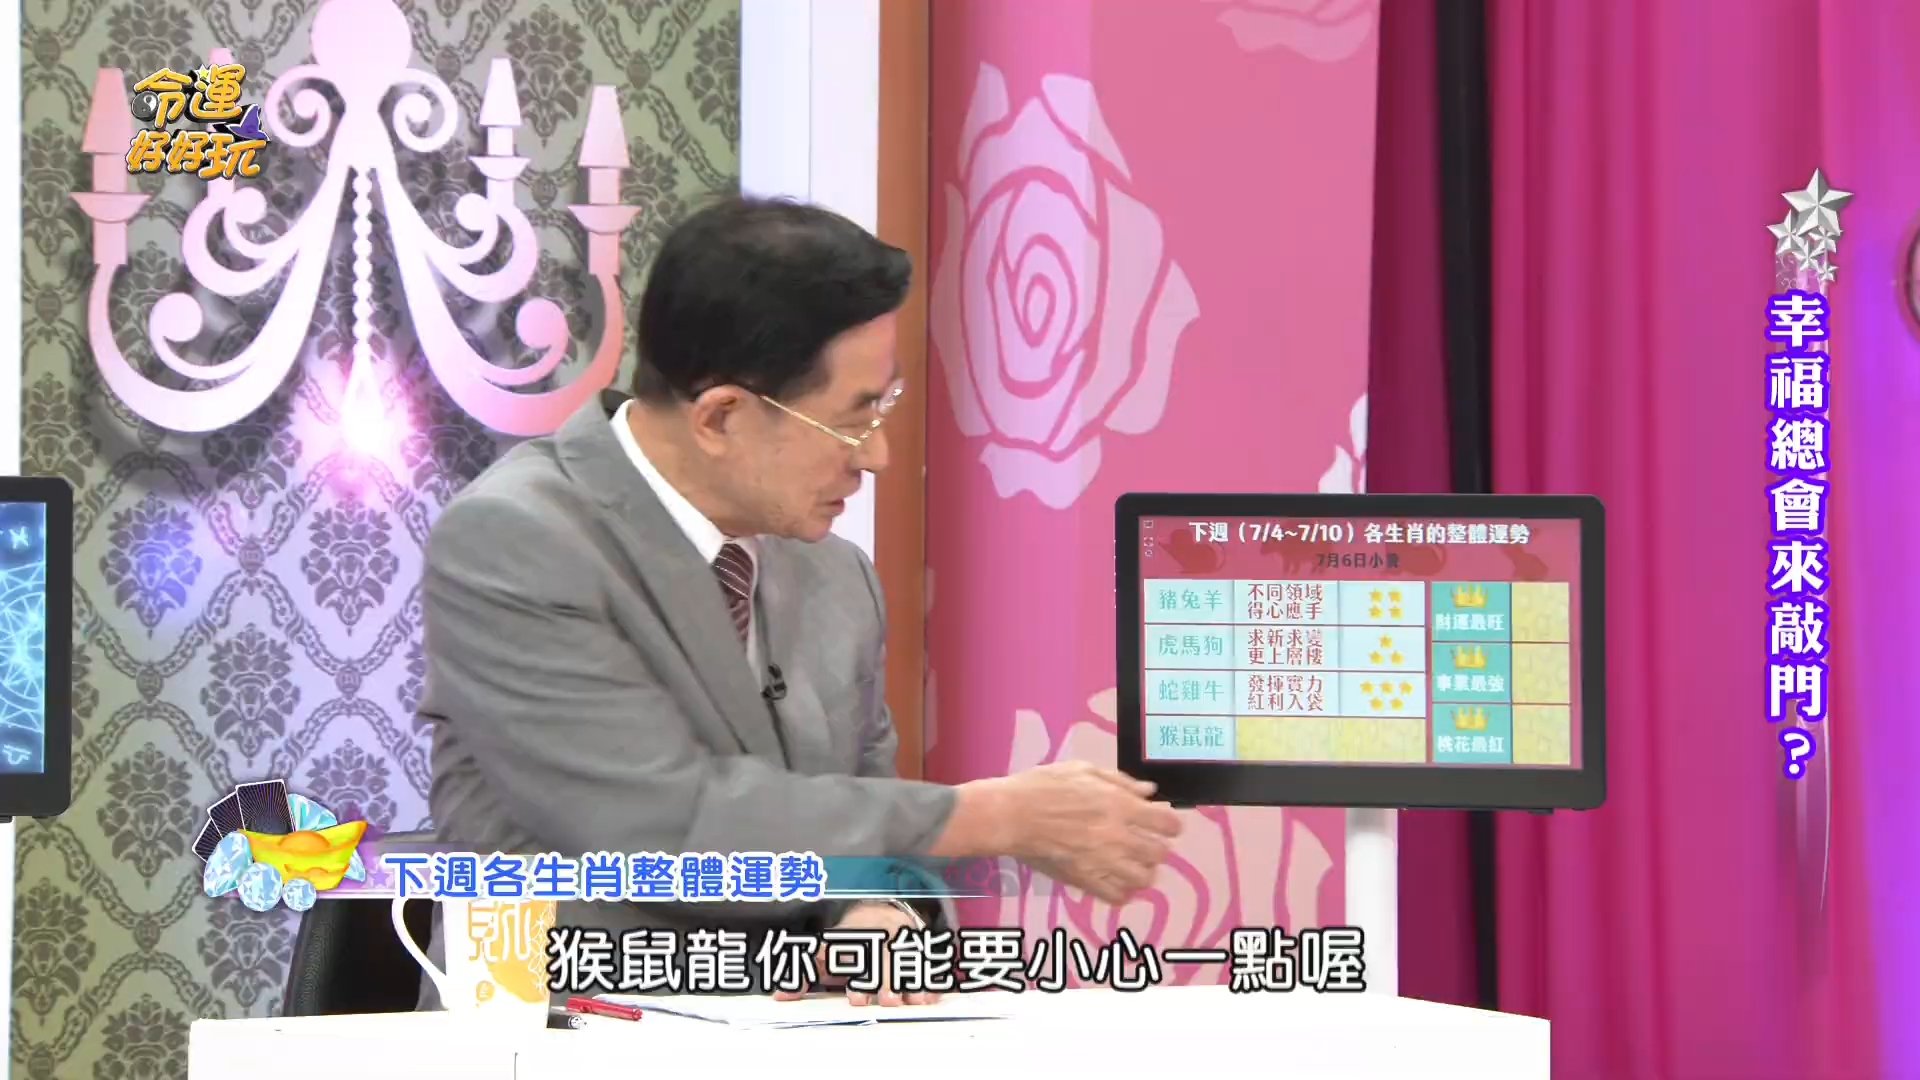 命運
好好玩
幸福總會來敲門？
下週（7/4~7/10）各生肖的整體運勢
7月6日小暑
豬兔羊
不同領域
得心應手
虎馬狗
求新求變
更上層樓
蛇雞牛
發揮實力
紅利入袋
猴鼠龍
財運最旺
事業最強
桃花最紅
下週各生肖整體運勢
猴鼠龍你可能要小心一點喔